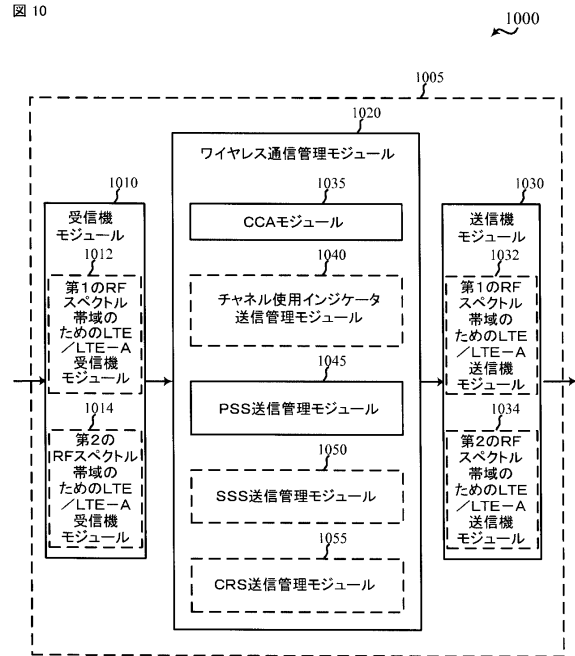 図 10
1000
1005
1020
ワイヤレス通信管理モジュール
1010
受信機
モジュール
1012
第1のRF
スペクトル
帯域の
ためのLTE
／LTE－A
受信機
モジュール
1014
第2の
RFスペクトル
帯域の
ためのLTE
／LTE－A
受信機
モジュール
1035
CCAモジュール
1040
チャネル使用インジケータ
送信管理モジュール
1045
PSS送信管理モジュール
1050
SSS送信管理モジュール
1055
CRS送信管理モジュール
1030
送信機
モジュール
1032
第1のRF
スペクトル
帯域の
ためのLTE
／LTE－A
送信機
モジュール
1034
第2のRF
スペクトル
帯域の
ためのLTE
／LTE－A
送信機
モジュール